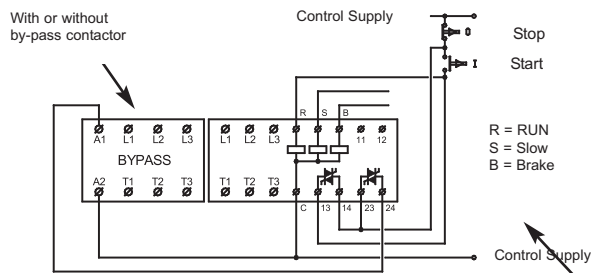 With or without
by-pass contactor
Control Supply
O
Stop
I
Start
R = RUN
S = Slow
B = Brake
R S B
A1 L1 L2 L3
L1 L2 L3 11 12
BYPASS
A2 T1 T2 T3
T1 T2 T3
C 13 14 23 24
Control Supply